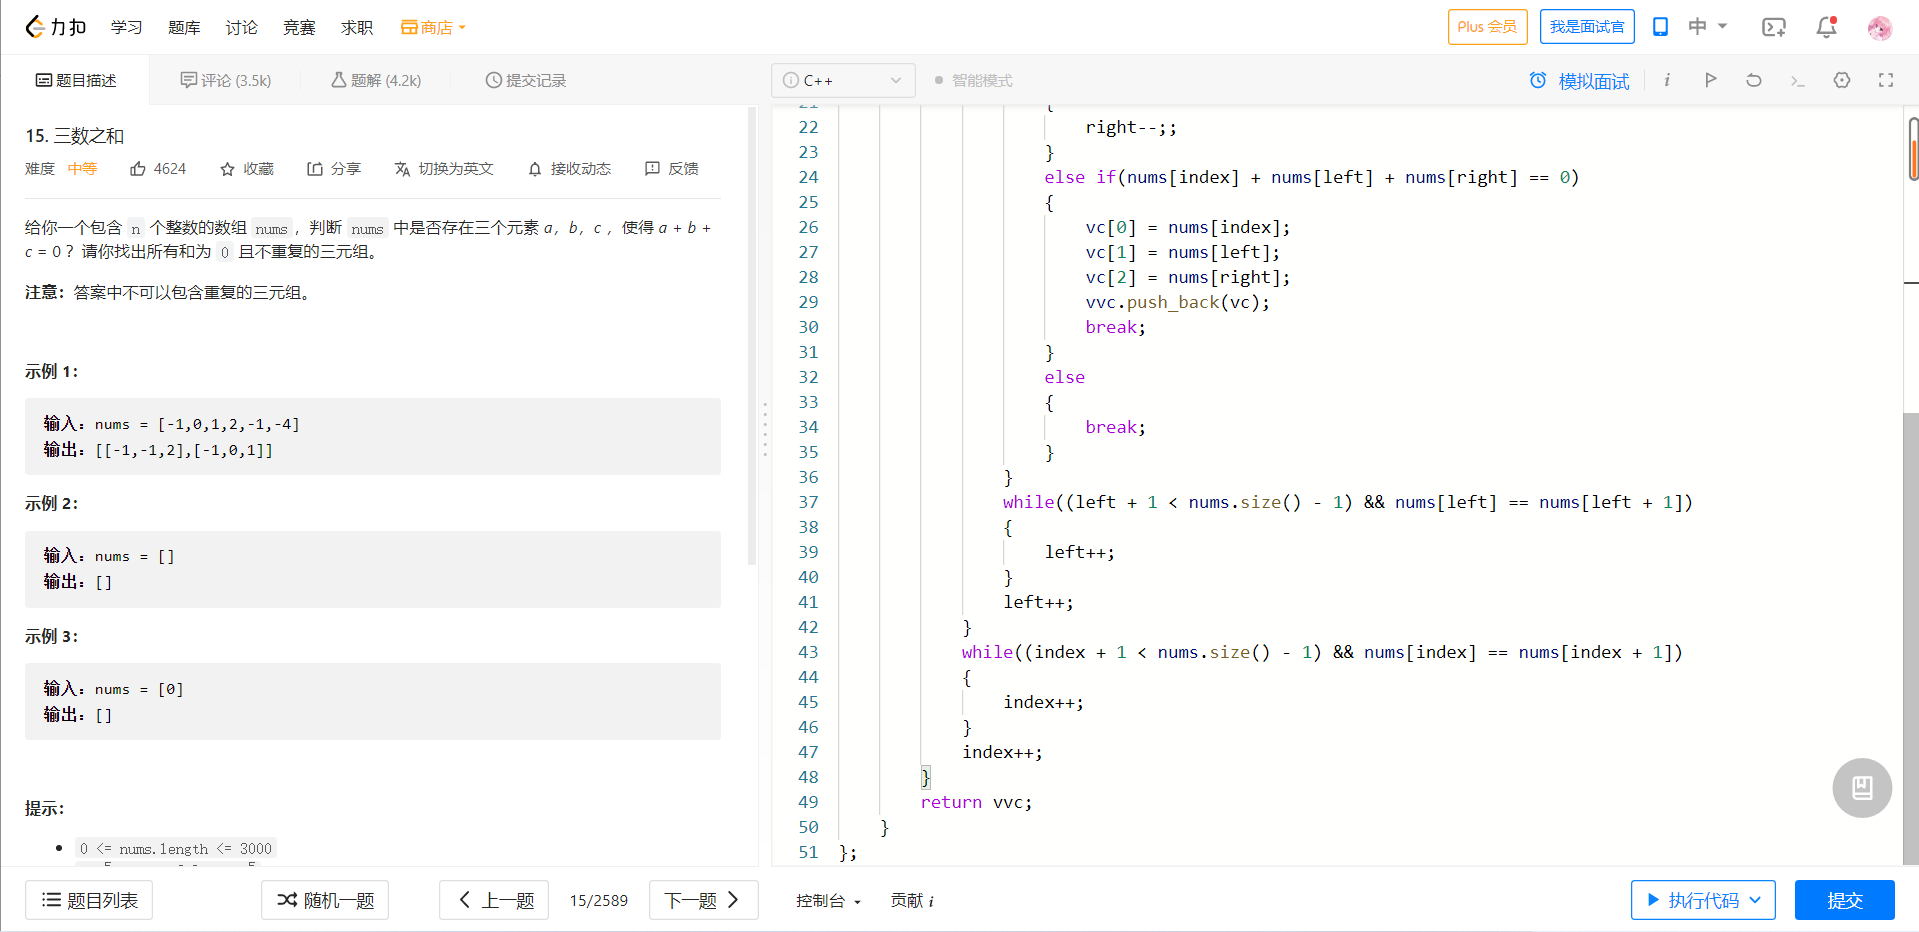 力扣 学习 题库 讨论 竞赛 求职 商店 Plus 会员 我是面试官 中
题目描述 评论 (3.5k) 题解 (4.2k) 提交记录
15. 三数之和
难度 中等 4624 收藏 分享 切换为英文 接收动态 反馈
给你一个包含 n 个整数的数组 nums，判断 nums 中是否存在三个元素 a，b，c ，使得 a + b +
c = 0 ？请你找出所有和为 0 且不重复的三元组。
注意：答案中不可以包含重复的三元组。
示例 1：
输入：nums = [-1,0,1,2,-1,-4]
输出：[[-1,-1,2],[-1,0,1]]
示例 2：
输入：nums = []
输出：[]
示例 3：
输入：nums = [0]
输出：[]
提示：
0 <= nums.length <= 3000
题目列表 随机一题 上一题 15/2589 下一题
C++ 智能模式 模拟面试
21 {
22 right--;;
23 }
24 else if(nums[index] + nums[left] + nums[right] == 0)
25 {
26 vc[0] = nums[index];
27 vc[1] = nums[left];
28 vc[2] = nums[right];
29 vvc.push_back(vc);
30 break;
31 }
32 else
33 {
34 break;
35 }
36 }
37 while((left + 1 < nums.size() - 1) && nums[left] == nums[left + 1])
38 {
39 left++;
40 }
41 left++;
42 }
43 while((index + 1 < nums.size() - 1) && nums[index] == nums[index + 1])
44 {
45 index++;
46 }
47 index++;
48 }
49 return vvc;
50 }
51 };
控制台 贡献 i 执行代码 提交